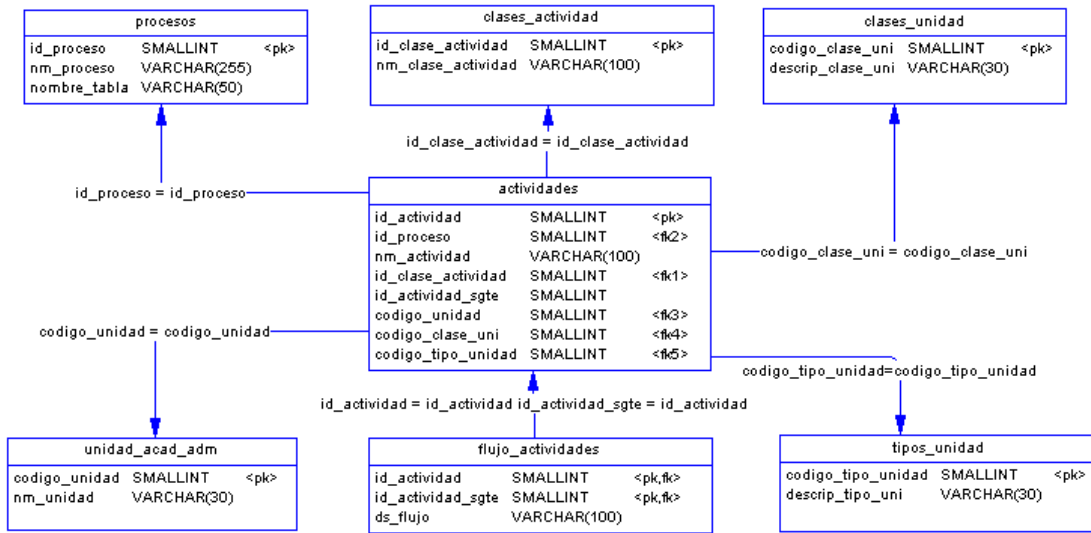 procesos
id_proceso SMALLINT <pk>
nm_proceso VARCHAR(255)
nombre_tabla VARCHAR(50)
clases_actividad
id_clase_actividad SMALLINT <pk>
nm_clase_actividad VARCHAR(100)
clases_unidad
codigo_clase_uni SMALLINT <pk>
descrip_clase_uni VARCHAR(30)
id_clase_actividad = id_clase_actividad
id_proceso = id_proceso
actividades
id_actividad SMALLINT <pk>
id_proceso SMALLINT <fk2>
nm_actividad VARCHAR(100)
id_clase_actividad SMALLINT <fk1>
id_actividad_sgte SMALLINT
codigo_unidad SMALLINT <fk3>
codigo_clase_uni SMALLINT <fk4>
codigo_tipo_unidad SMALLINT <fk5>
codigo_clase_uni = codigo_clase_uni
codigo_unidad = codigo_unidad
codigo_tipo_unidad=codigo_tipo_unidad
id_actividad = id_actividad id_actividad_sgte = id_actividad
unidad_acad_adm
codigo_unidad SMALLINT <pk>
nm_unidad VARCHAR(30)
flujo_actividades
id_actividad SMALLINT <pk,fk>
id_actividad_sgte SMALLINT <pk,fk>
ds_flujo VARCHAR(100)
tipos_unidad
codigo_tipo_unidad SMALLINT <pk>
descrip_tipo_uni VARCHAR(30)